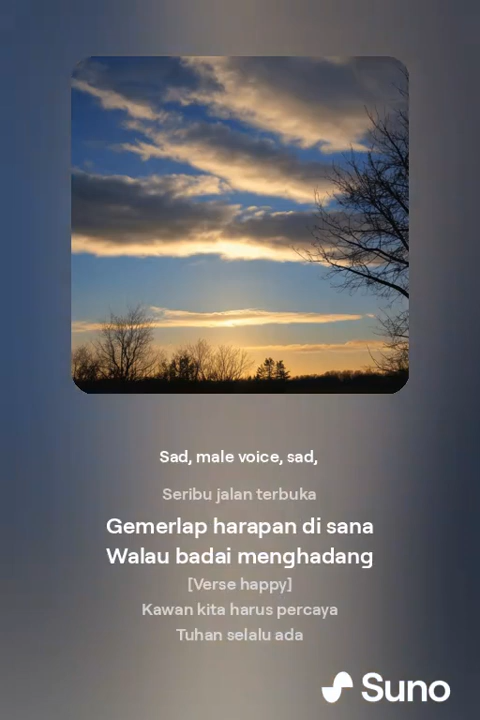 Sad, male voice, sad,
Seribu jalan terbuka
Gemerlap harapan di sana
Walau badai menghadang
[Verse happy]
Kawan kita harus percaya
Tuhan selalu ada
Suno